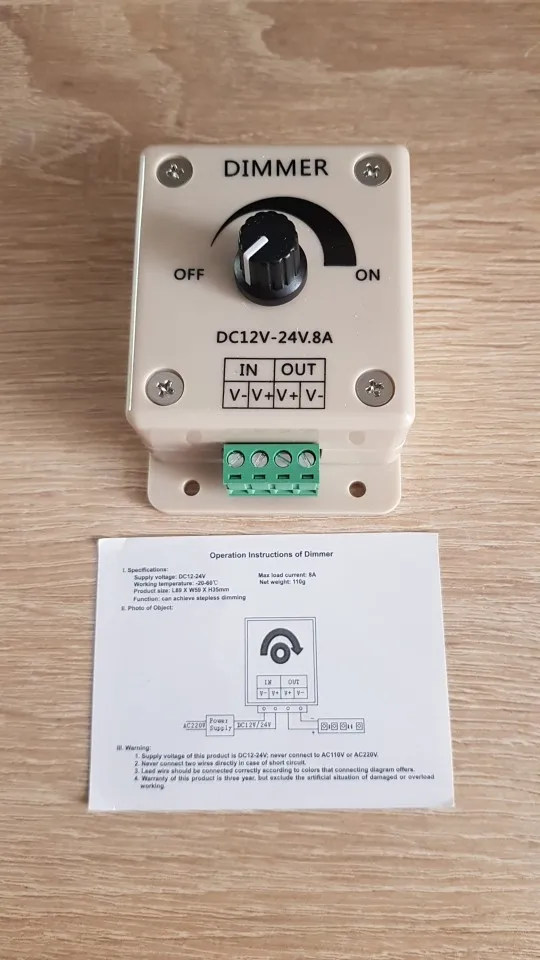 DIMMER
OFF
ON
DC12V-24V.8A
IN OUT
V- V+ V+ V-
Operation Instructions of Dimmer
I. Specifications:
Supply voltage: DC12-24V Max load current: 8A
Working temperature: -20-60℃ Net weight: 110g
Product size: L80 X W50 X H35mm
Function: can achieve stepless dimming
II. Photo of Object:
IN OUT
V- V+ V+ V-
AC220V Power Supply DC12V/24V
- +
III. Warning:
1. Supply voltage of this product is DC12-24V; never connect to AC110V or AC220V.
2. Never connect two wires directly in case of short circuit.
3. Lead wire should be connected correctly according to colors that connecting diagram offers.
4. Warranty of this product is three year, but exclude the artificial situation of damaged or overload
working.